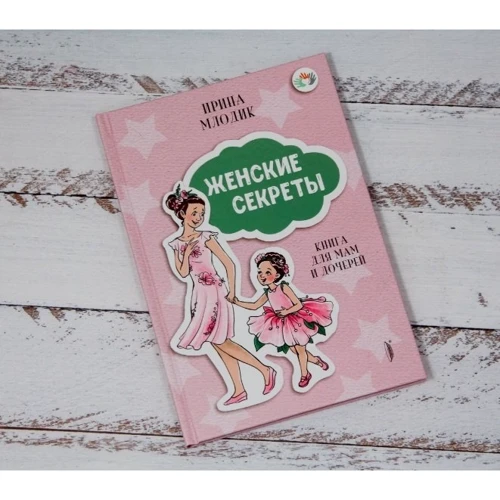 ИРИНА
МЛОДИК
ЖЕНСКИЕ
СЕКРЕТЫ
КНИГА
ДЛЯ МАМ
И ДОЧЕРЕЙ